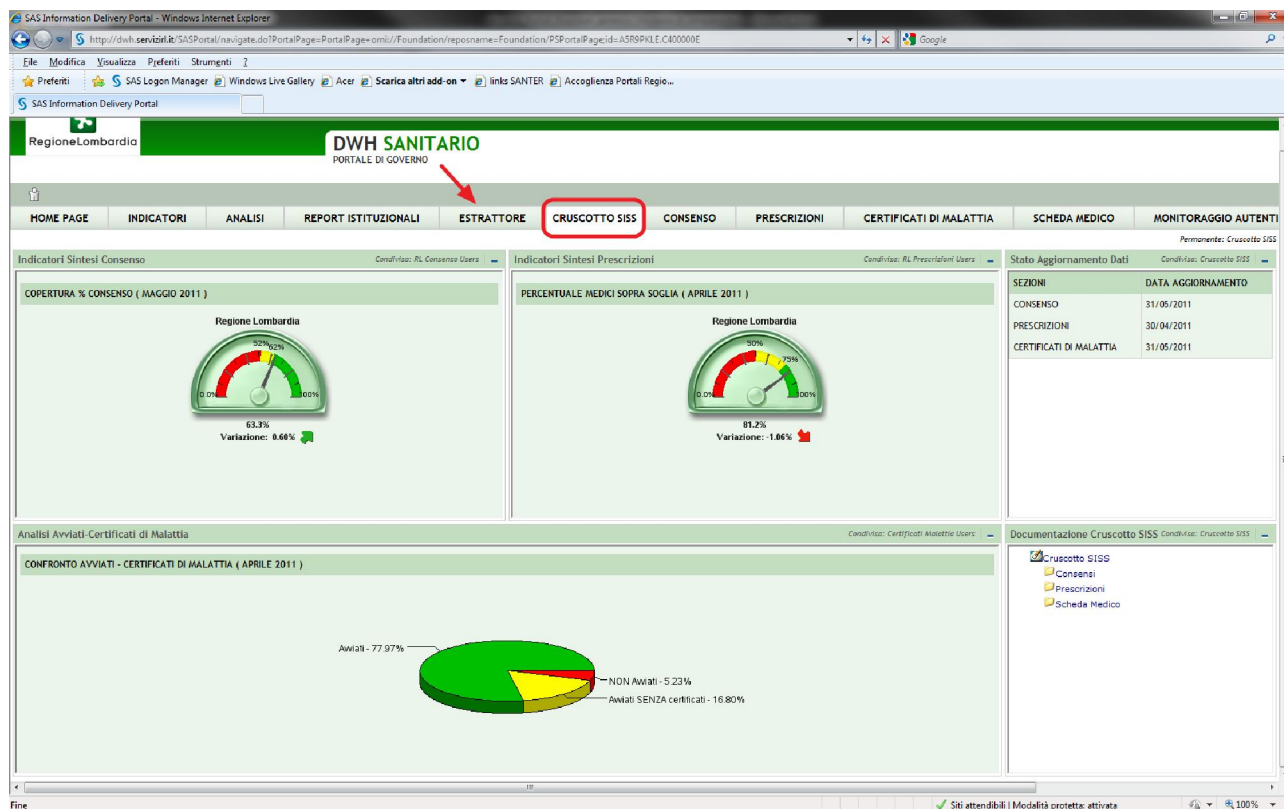 SAS Information Delivery Portal - Windows Internet Explorer
http://dwh.servizirl.it/SASPortal/navigate.do?PortalPage=PortalPage+omi://Foundation/reposname=Foundation/PSPortalPage;id=A5R9PKLE.C400000E
Google
File Modifica Visualizza Preferiti Strumenti ?
Preferiti SAS Logon Manager Windows Live Gallery Acer Scarica altri add-on links SANTER Accoglienza Portali Regio...
SAS Information Delivery Portal
RegioneLombardia
DWH SANITARIO
PORTALE DI GOVERNO
HOME PAGE INDICATORI ANALISI REPORT ISTITUZIONALI ESTRATTORE CRUSCOTTO SISS CONSENSO PRESCRIZIONI CERTIFICATI DI MALATTIA SCHEDA MEDICO MONITORAGGIO AUTENTI
Permanente: Cruscotto SISS
Indicatori Sintesi Consenso Condivisa: RL Consenso Users
COPERTURA % CONSENSO ( MAGGIO 2011 )
Regione Lombardia
52% 62%
0.0% 100%
63.3%
Variazione: 0.60%
Indicatori Sintesi Prescrizioni Condivisa: RL Prescrizioni Users
PERCENTUALE MEDICI SOPRA SOGLIA ( APRILE 2011 )
Regione Lombardia
50%
75%
0.0% 100%
81.2%
Variazione: -1.06%
Stato Aggiornamento Dati Condivisa: Cruscotto SISS
SEZIONI DATA AGGIORNAMENTO
CONSENSO 31/05/2011
PRESCRIZIONI 30/04/2011
CERTIFICATI DI MALATTIA 31/05/2011
Analisi Avviati-Certificati di Malattia Condivisa: Certificati Malattie Users
CONFRONTO AVVIATI - CERTIFICATI DI MALATTIA ( APRILE 2011 )
Avviati - 77.97%
NON Avviati - 5.23%
Avviati SENZA certificati - 16.80%
Documentazione Cruscotto SISS Condivisa: Cruscotto SISS
Cruscotto SISS
Consensi
Prescrizioni
Scheda Medico
Fine Siti attendibili | Modalità protetta: attivata 100%